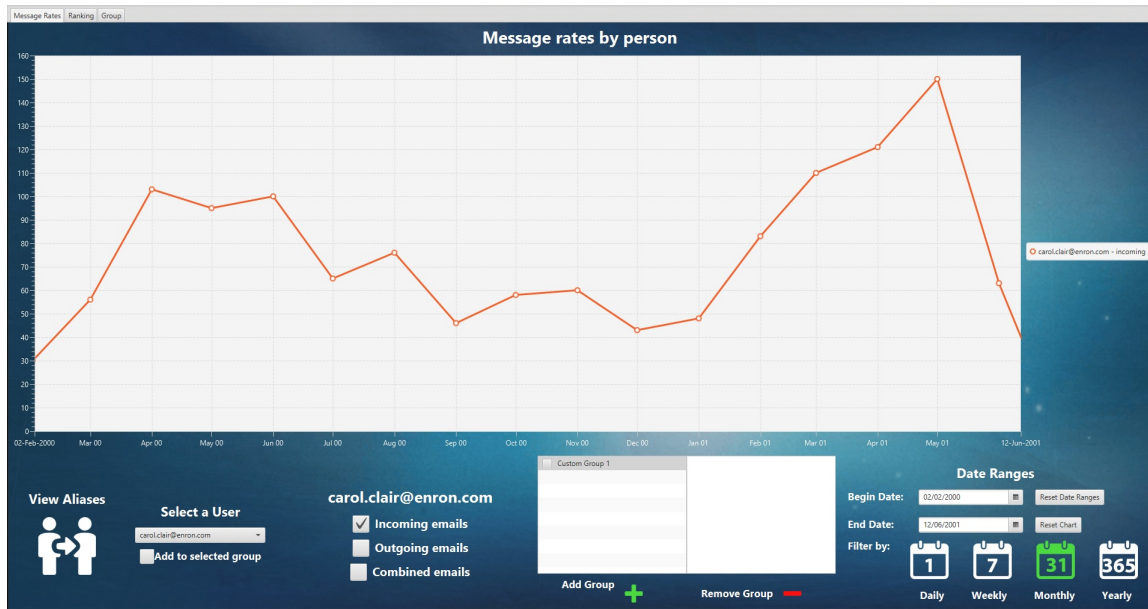 Message Rates Ranking Group
Message rates by person
160
150
140
130
120
110
100
90
80
70
60
50
40
30
20
10
0
02-Feb-2000 Mar 00 Apr 00 May 00 Jun 00 Jul 00 Aug 00 Sep 00 Oct 00 Nov 00 Dec 00 Jan 01 Feb 01 Mar 01 Apr 01 May 01 12-Jun-2001
carol.clair@enron.com - incoming
View Aliases
Select a User
carol.clair@enron.com
Add to selected group
carol.clair@enron.com
Incoming emails
Outgoing emails
Combined emails
Custom Group 1
Add Group
Remove Group
Date Ranges
Begin Date: 02/02/2000 Reset Date Ranges
End Date: 12/06/2001 Reset Chart
Filter by:
1 7 31 365
Daily Weekly Monthly Yearly